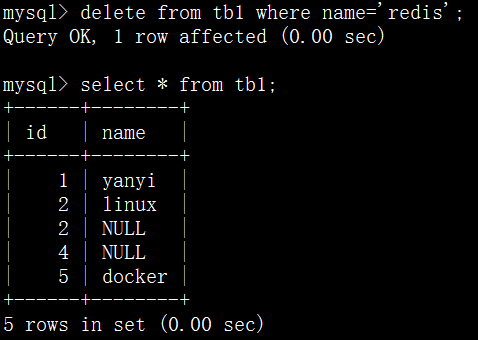 mysql> delete from tb1 where name='redis';
Query OK, 1 row affected (0.00 sec)
mysql> select * from tb1;
+------+--------+
| id   | name   |
+------+--------+
|    1 | yanyi  |
|    2 | linux  |
|    2 | NULL   |
|    4 | NULL   |
|    5 | docker |
+------+--------+
5 rows in set (0.00 sec)